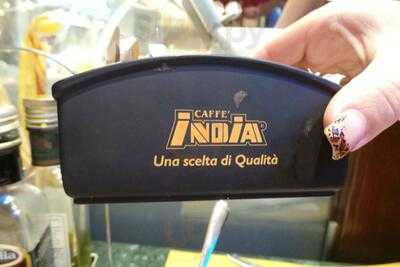 CAFFE'
INDIA
Una scelta di Qualità